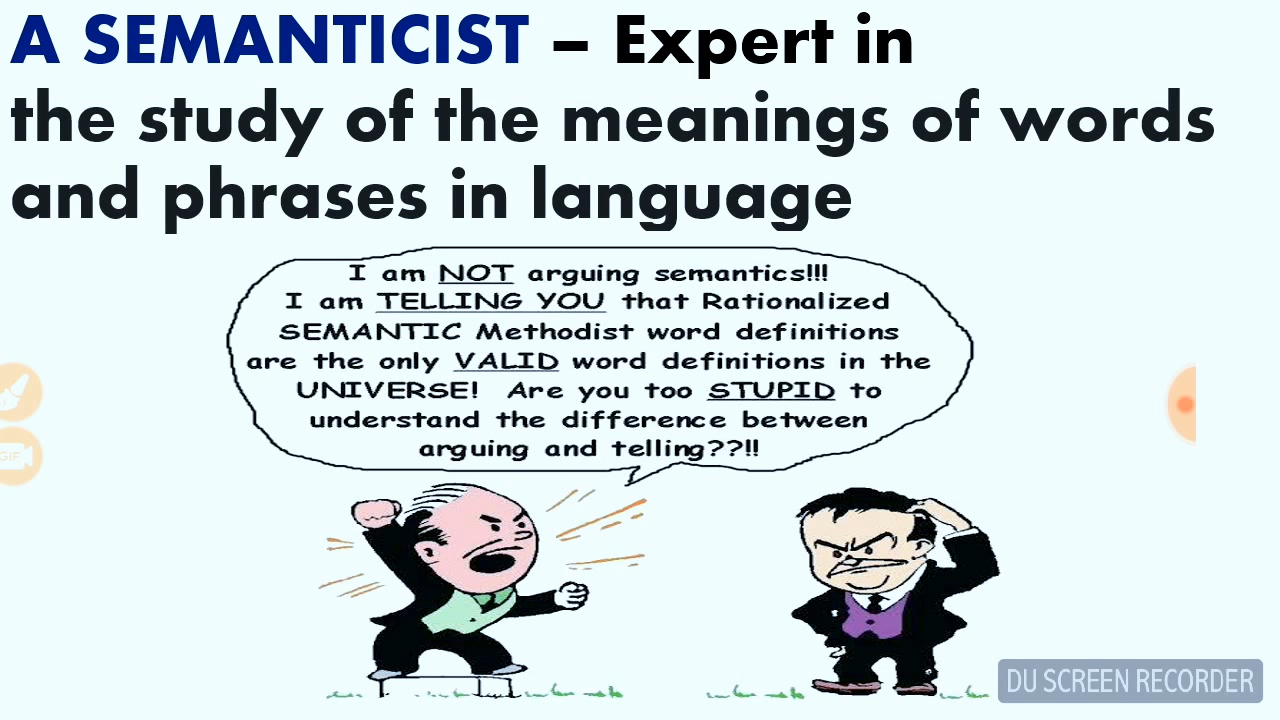 A SEMANTICIST – Expert in
the study of the meanings of words
and phrases in language
I am NOT arguing semantics!!!
I am TELLING YOU that Rationalized
SEMANTIC Methodist word definitions
are the only VALID word definitions in the
UNIVERSE! Are you too STUPID to
understand the difference between
arguing and telling??!!
GIF
DU SCREEN RECORDER